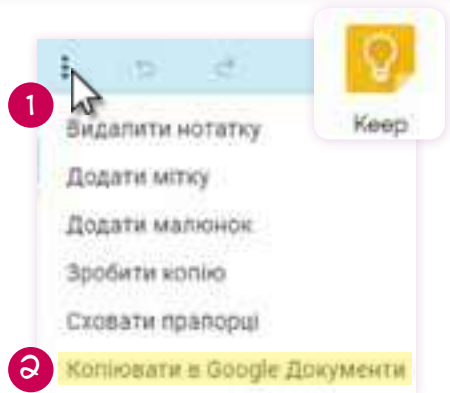 Keep
1
Видалити нотатку
Додати мітку
Додати малюнок
Зробити копію
Сховати прапорці
2
Копіювати в Google Документи